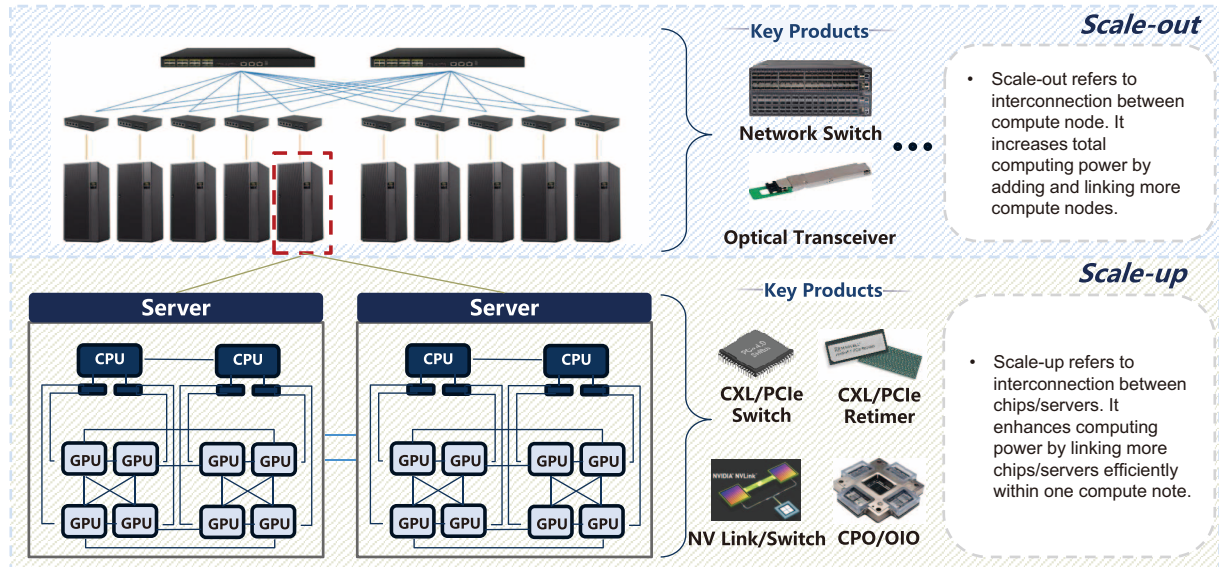 Scale-out
Key Products
Network Switch
Optical Transceiver
•••
• Scale-out refers to
interconnection between
compute node. It
increases total
computing power by
adding and linking more
compute nodes.
Scale-up
Key Products
Server
CPU CPU
GPU GPU GPU GPU
GPU GPU GPU GPU
Server
CPU CPU
GPU GPU GPU GPU
GPU GPU GPU GPU
CXL/PCIe
Switch
CXL/PCIe
Retimer
NVIDIA NVLink
NV Link/Switch
CPO/OIO
• Scale-up refers to
interconnection between
chips/servers. It
enhances computing
power by linking more
chips/servers efficiently
within one compute note.